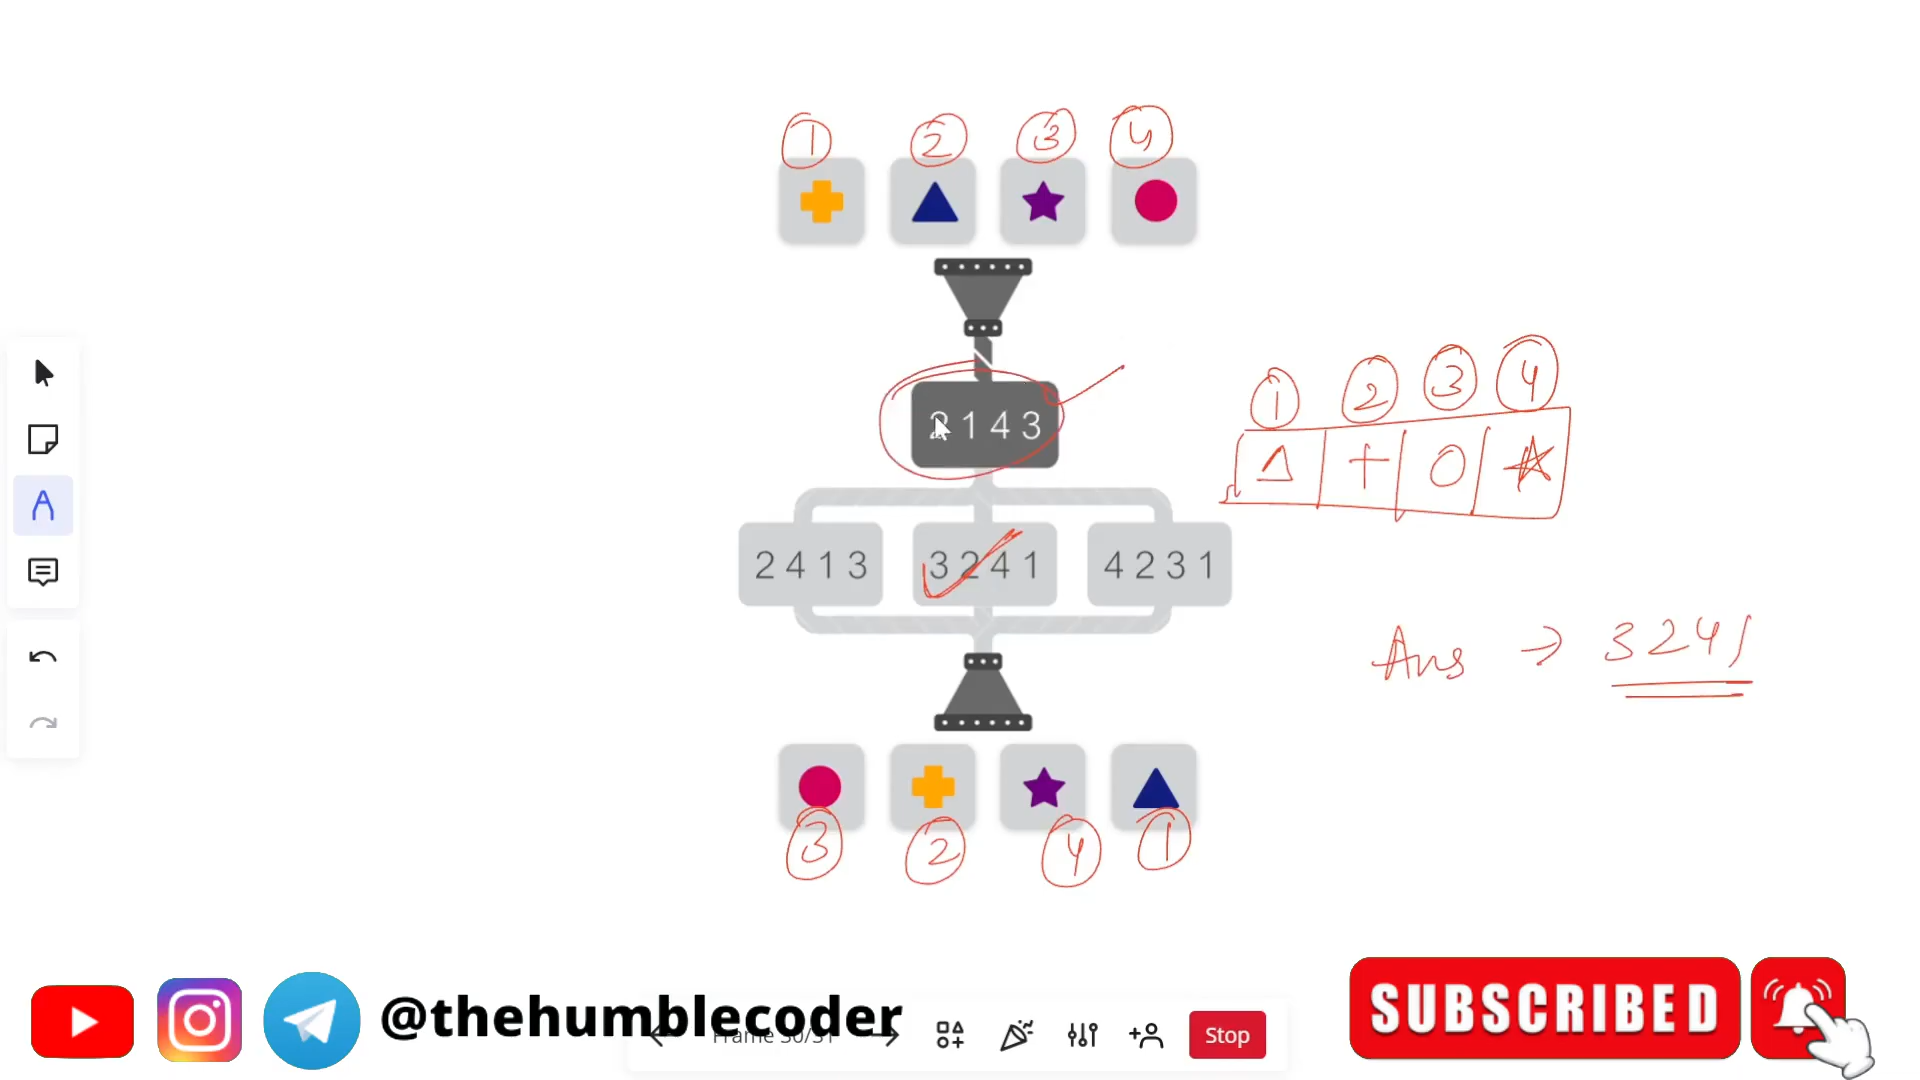 1 2 3 4
2 1 4 3
1 2 3 4
2 4 1 3
3 2 4 1
4 2 3 1
Ans → 3241
3 2 4 1
@thehumblecoder
Stop
SUBSCRIBED